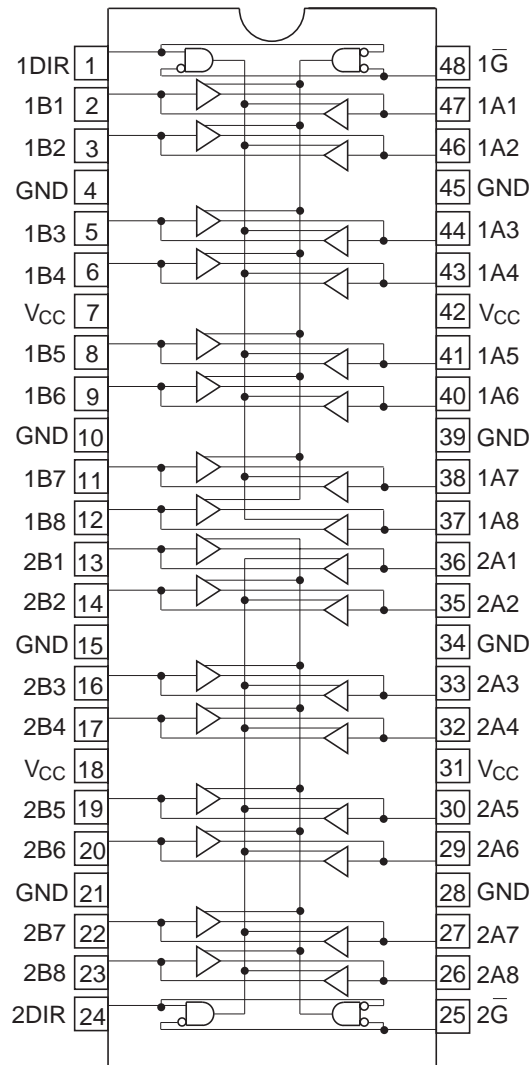 1DIR 1 48 1G̅
1B1 2 47 1A1
1B2 3 46 1A2
GND 4 45 GND
1B3 5 44 1A3
1B4 6 43 1A4
VCC 7 42 VCC
1B5 8 41 1A5
1B6 9 40 1A6
GND 10 39 GND
1B7 11 38 1A7
1B8 12 37 1A8
2B1 13 36 2A1
2B2 14 35 2A2
GND 15 34 GND
2B3 16 33 2A3
2B4 17 32 2A4
VCC 18 31 VCC
2B5 19 30 2A5
2B6 20 29 2A6
GND 21 28 GND
2B7 22 27 2A7
2B8 23 26 2A8
2DIR 24 25 2G̅